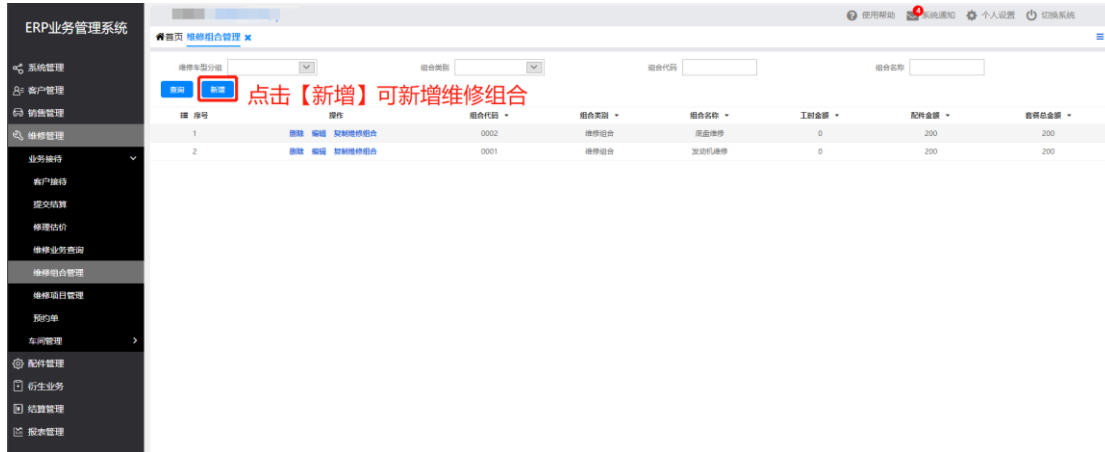 ERP业务管理系统
使用帮助 4 系统通知 个人设置 切换系统
首页 维修组合管理 ×
系统管理
客户管理
销售管理
维修管理
业务接待
客户接待
提交结算
修理估价
维修业务查询
维修组合管理
维修项目管理
预约单
车间管理
配件管理
衍生业务
结算管理
报表管理
维修车型分组 组合类别 组合代码 组合名称
查询 新增 点击【新增】可新增维修组合
序号 操作 组合代码 组合类别 组合名称 工时金额 配件金额 套餐总金额
1 删除 编辑 复制维修组合 0002 维修组合 底盘维修 0 200 200
2 删除 编辑 复制维修组合 0001 维修组合 发动机维修 0 200 200